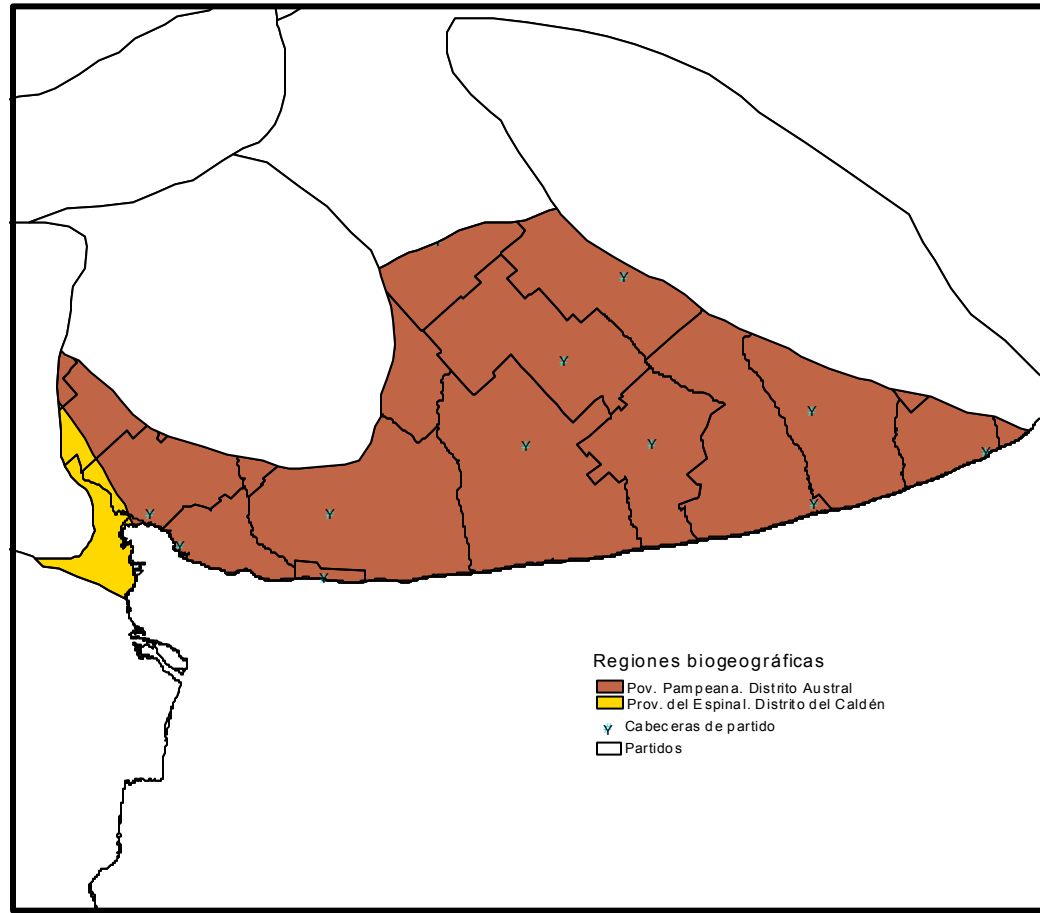 Regiones biogeográficas
Pov. Pampeana. Distrito Austral
Prov. del Espinal. Distrito del Caldén
Cabeceras de partido
Partidos